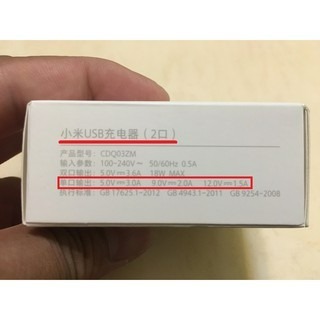 小米USB充电器（2口）
产品型号：CDQ03ZM
输入参数：100-240V～ 50/60Hz 0.5A
双口输出：5.0V⎓3.6A 18W MAX
单口输出：5.0V⎓3.0A 9.0V⎓2.0A 12.0V⎓1.5A
执行标准：GB 17625.1-2012 GB 4943.1-2011 GB 9254-2008